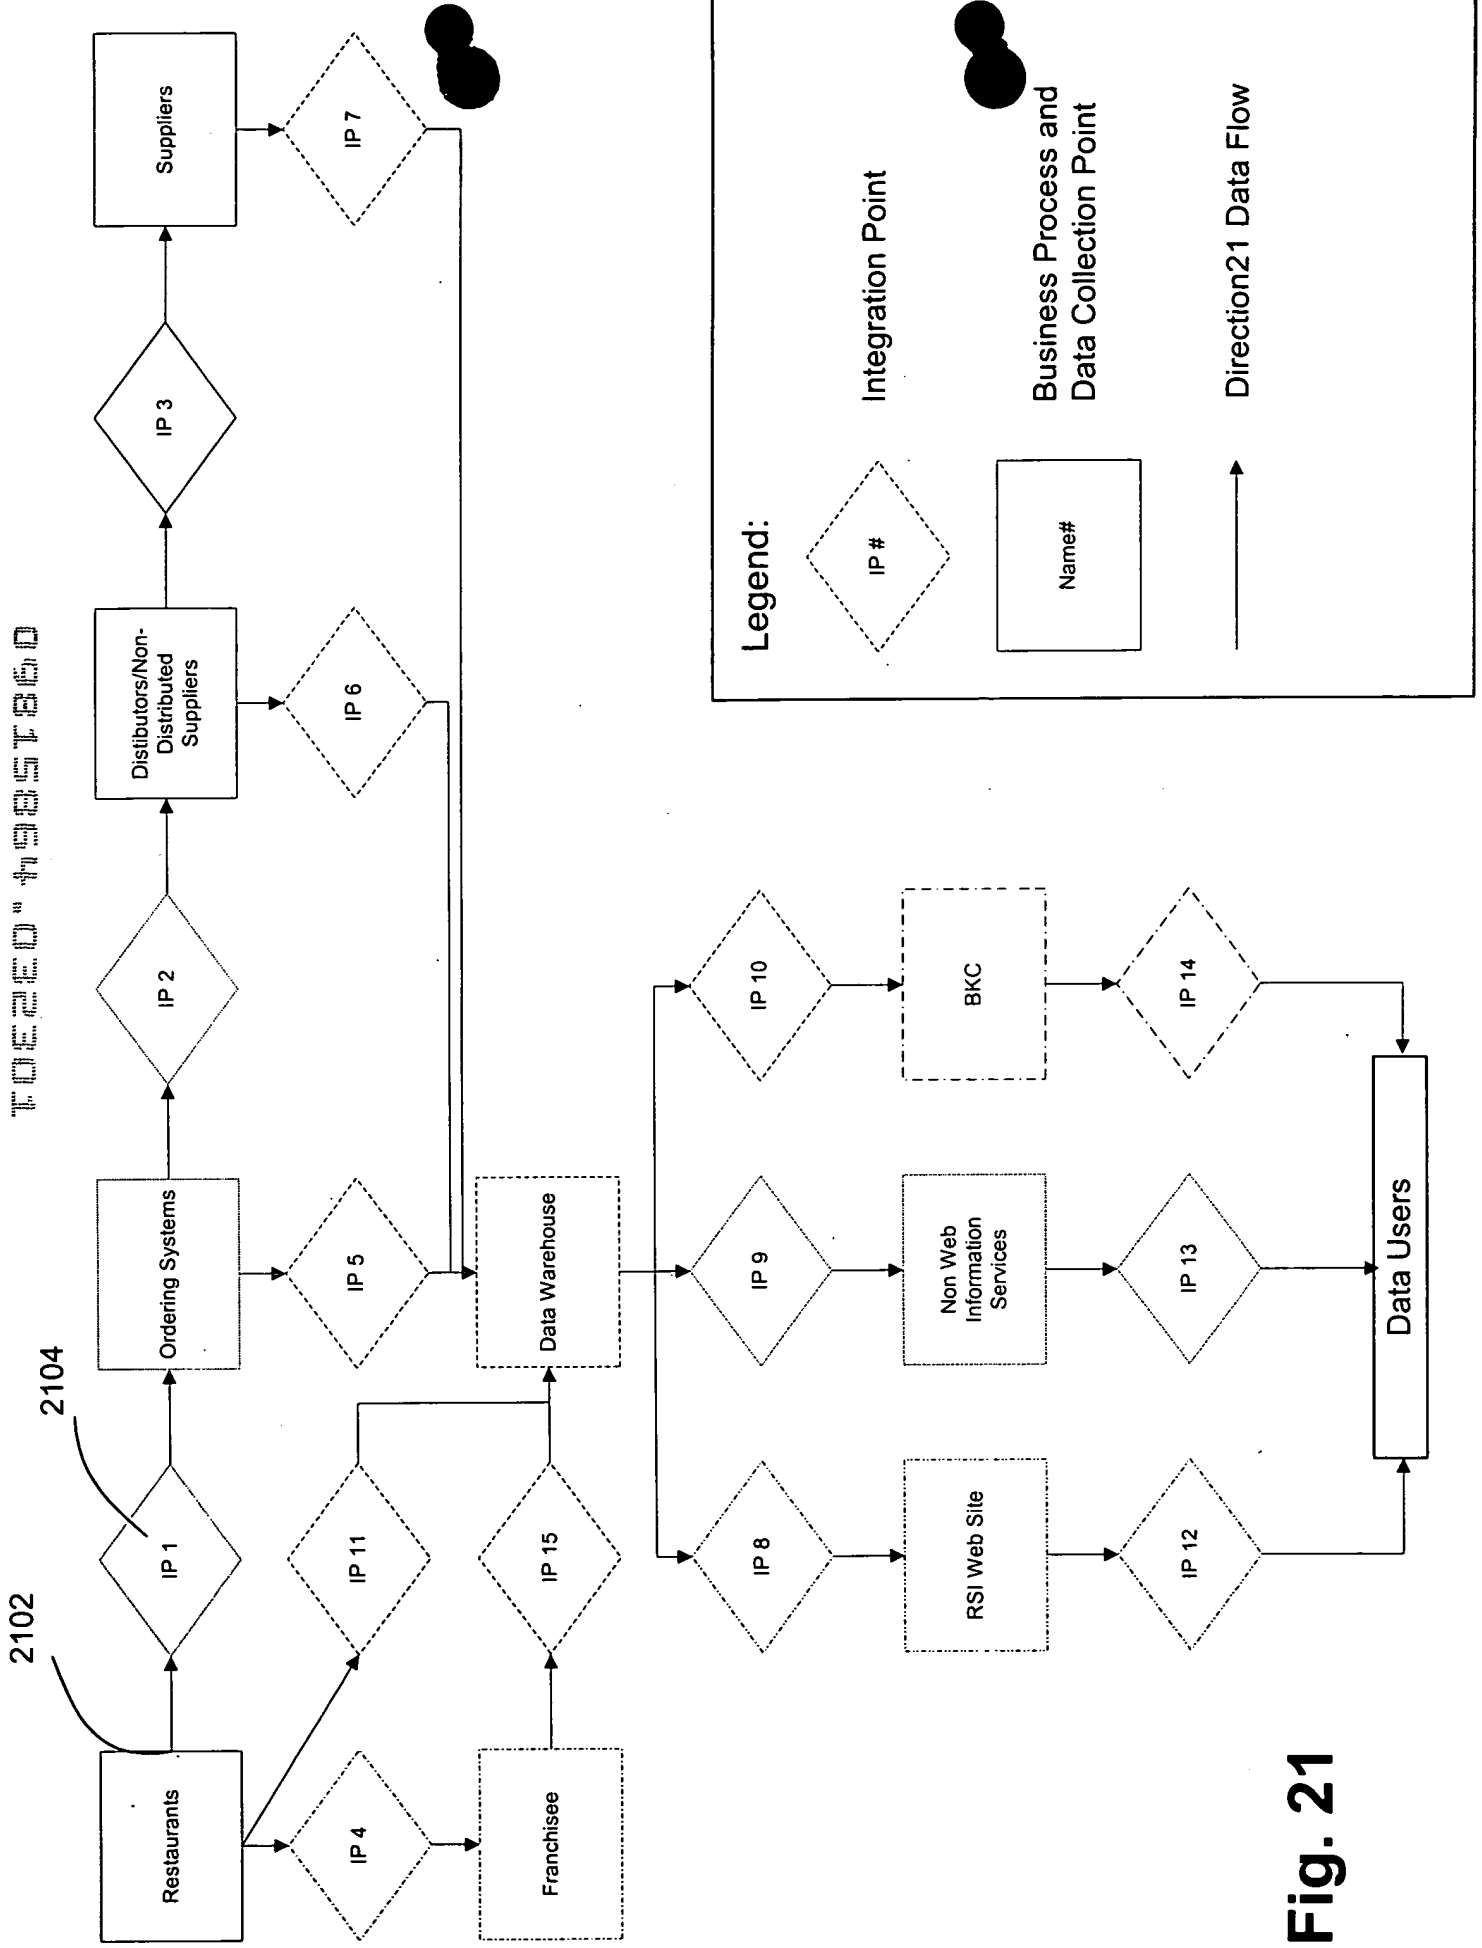 09815864.032301
2102
2104
Restaurants
IP 1
Ordering Systems
IP 2
Distibutors/Non-
Distributed
Suppliers
IP 3
Suppliers
IP 4
IP 11
IP 5
IP 6
IP 7
Franchisee
IP 15
Data Warehouse
IP 8
IP 9
IP 10
RSI Web Site
Non Web
Information
Services
BKC
IP 12
IP 13
IP 14
Data Users
Legend:
IP #
Integration Point
Name#
Business Process and
Data Collection Point
Direction21 Data Flow
Fig. 21